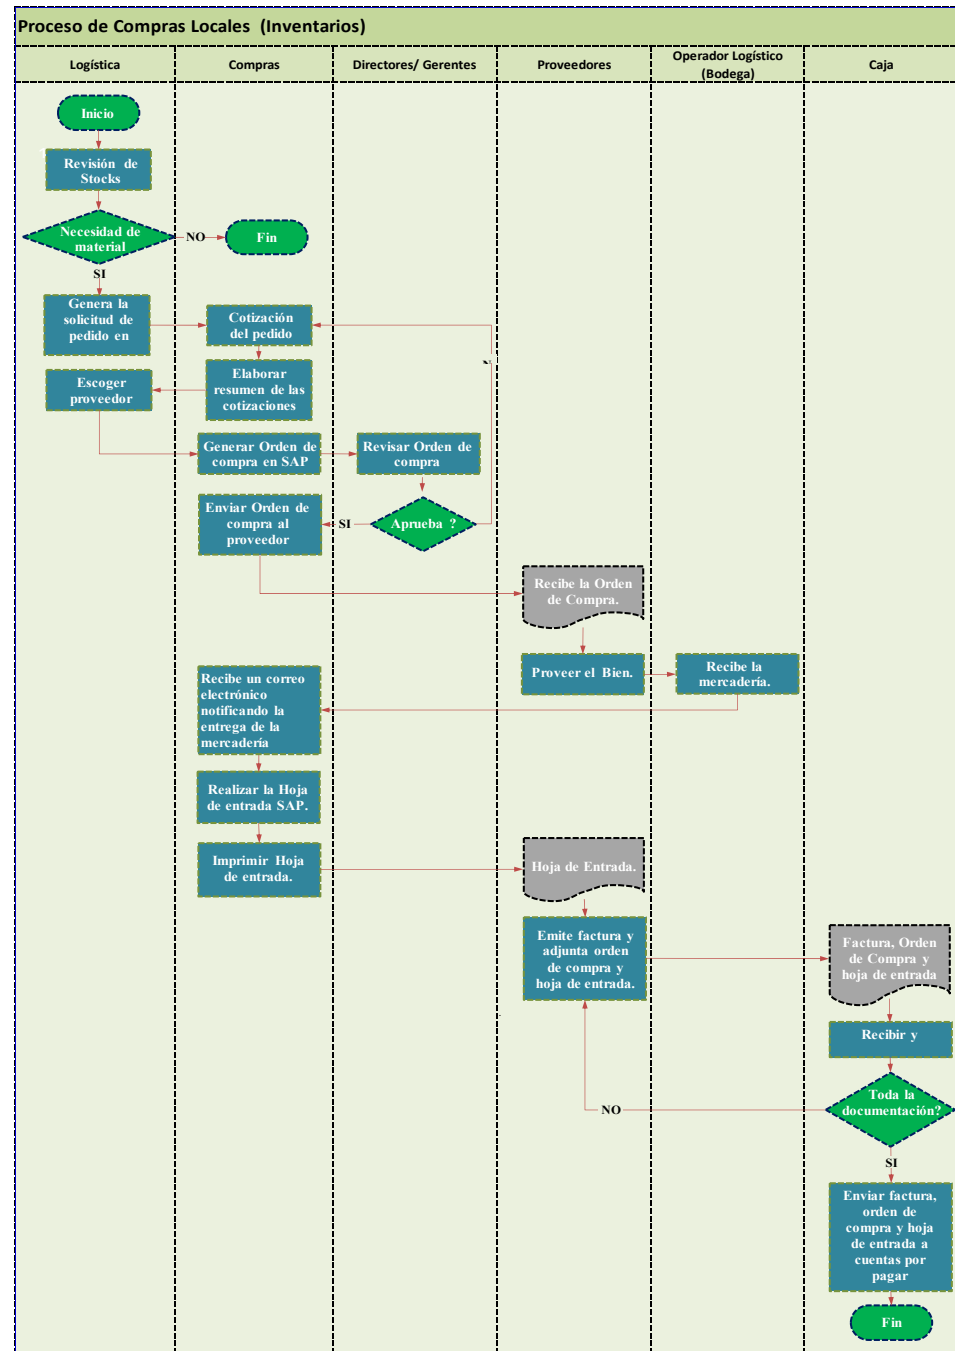 Proceso de Compras Locales (Inventarios)
Logística
Compras
Directores/ Gerentes
Proveedores
Operador Logístico
(Bodega)
Caja
Inicio
Revisión de
Stocks
Necesidad de
material
NO
Fin
SI
Genera la
solicitud de
pedido en
Cotización
del pedido
Elaborar
resumen de las
cotizaciones
Escoger
proveedor
Generar Orden de
compra en SAP
Revisar Orden de
compra
Enviar Orden de
compra al
proveedor
SI
Aprueba ?
Recibe la Orden
de Compra.
Proveer el Bien.
Recibe la
mercadería.
Recibe un correo
electrónico
notificando la
entrega de la
mercadería
Realizar la Hoja
de entrada SAP.
Imprimir Hoja
de entrada.
Hoja de Entrada.
Emite factura y
adjunta orden
de compra y
hoja de entrada.
Factura, Orden
de Compra y
hoja de entrada
Recibir y
Toda la
documentación?
NO
SI
Enviar factura,
orden de
compra y hoja
de entrada a
cuentas por
pagar
Fin